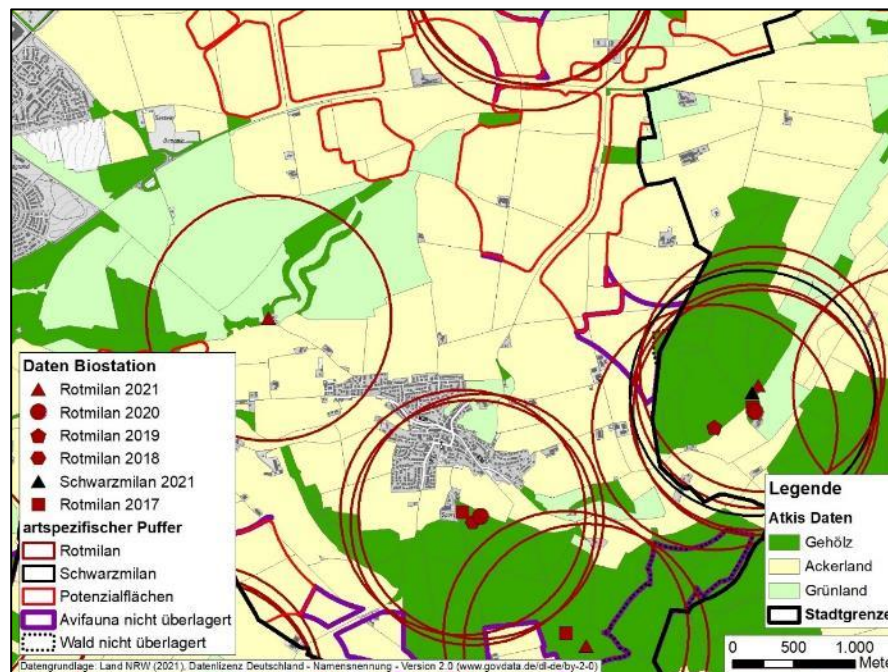 Daten Biostation
Rotmilan 2021
Rotmilan 2020
Rotmilan 2019
Rotmilan 2018
Schwarzmilan 2021
Rotmilan 2017
artspezifischer Puffer
Rotmilan
Schwarzmilan
Potenzialflächen
Avifauna nicht überlagert
Wald nicht überlagert
Legende
Atkis Daten
Gehölz
Ackerland
Grünland
Stadtgrenze
0 500 1.000
Mete
Datengrundlage: Land NRW (2021), Datenlizenz Deutschland - Namensnennung - Version 2.0 (www.govdata.de/dl-de/by-2-0)